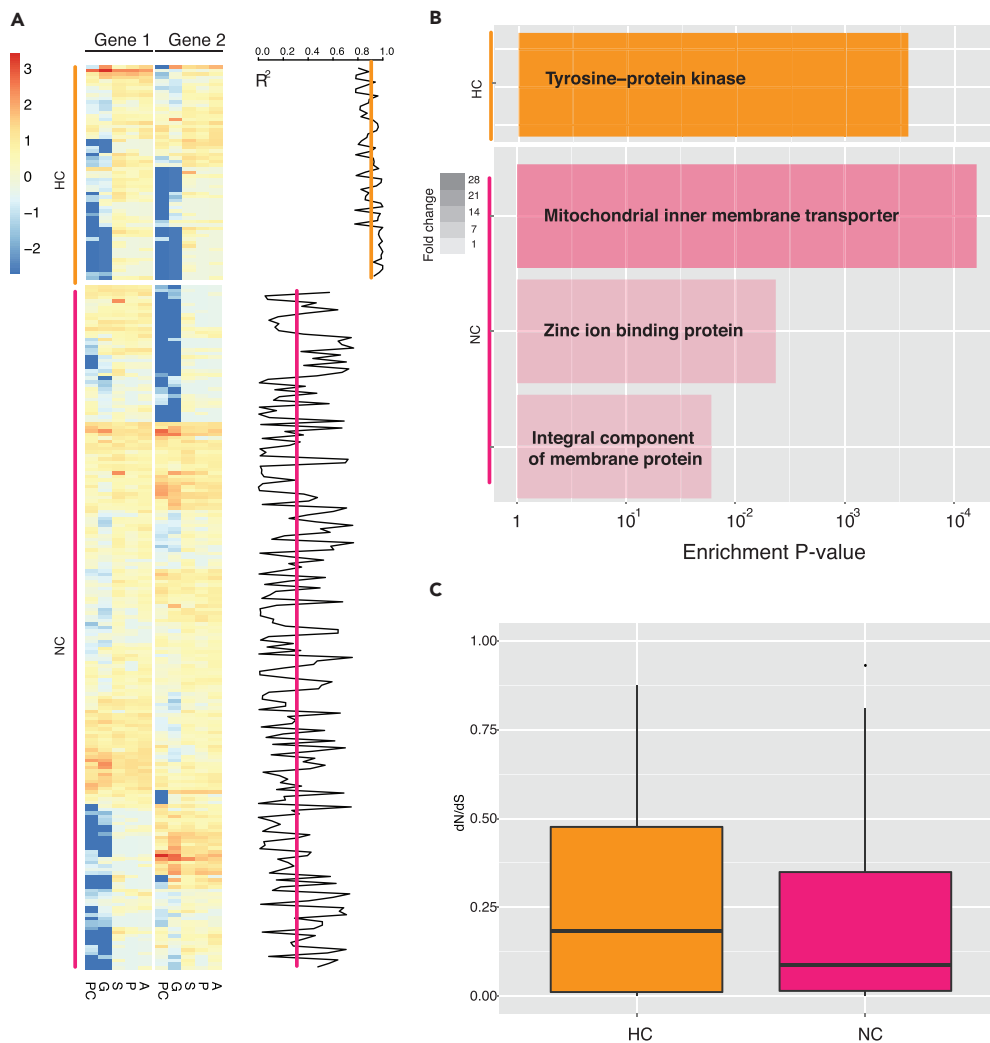 A
Gene 1 Gene 2
3
2
1
0
−1
−2
HC
NC
PC G S P A PC G S P A
0.0 0.2 0.4 0.6 0.8 1.0
R²
B
HC
Tyrosine–protein kinase
Fold change
28
21
14
7
1
NC
Mitochondrial inner membrane transporter
Zinc ion binding protein
Integral component
of membrane protein
1 10⁻¹ 10⁻² 10⁻³ 10⁻⁴
Enrichment P-value
C
dN/dS
1.00
0.75
0.50
0.25
0.00
HC NC